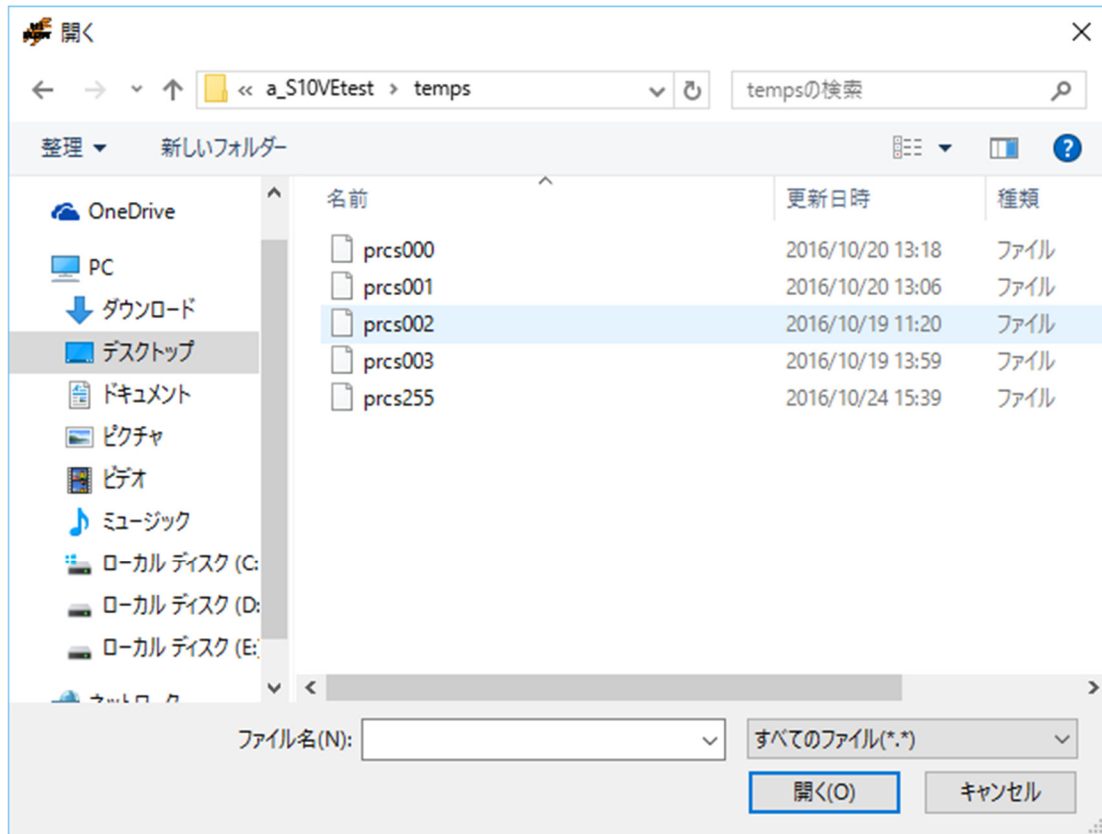 開く
« a_S10VEtest › temps
tempsの検索
整理
新しいフォルダー
OneDrive
PC
ダウンロード
デスクトップ
ドキュメント
ピクチャ
ビデオ
ミュージック
ローカル ディスク (C:
ローカル ディスク (D:
ローカル ディスク (E:
ネットワーク
名前 更新日時 種類
prcs000 2016/10/20 13:18 ファイル
prcs001 2016/10/20 13:06 ファイル
prcs002 2016/10/19 11:20 ファイル
prcs003 2016/10/19 13:59 ファイル
prcs255 2016/10/24 15:39 ファイル
ファイル名(N):
すべてのファイル(*.*)
開く(O)
キャンセル